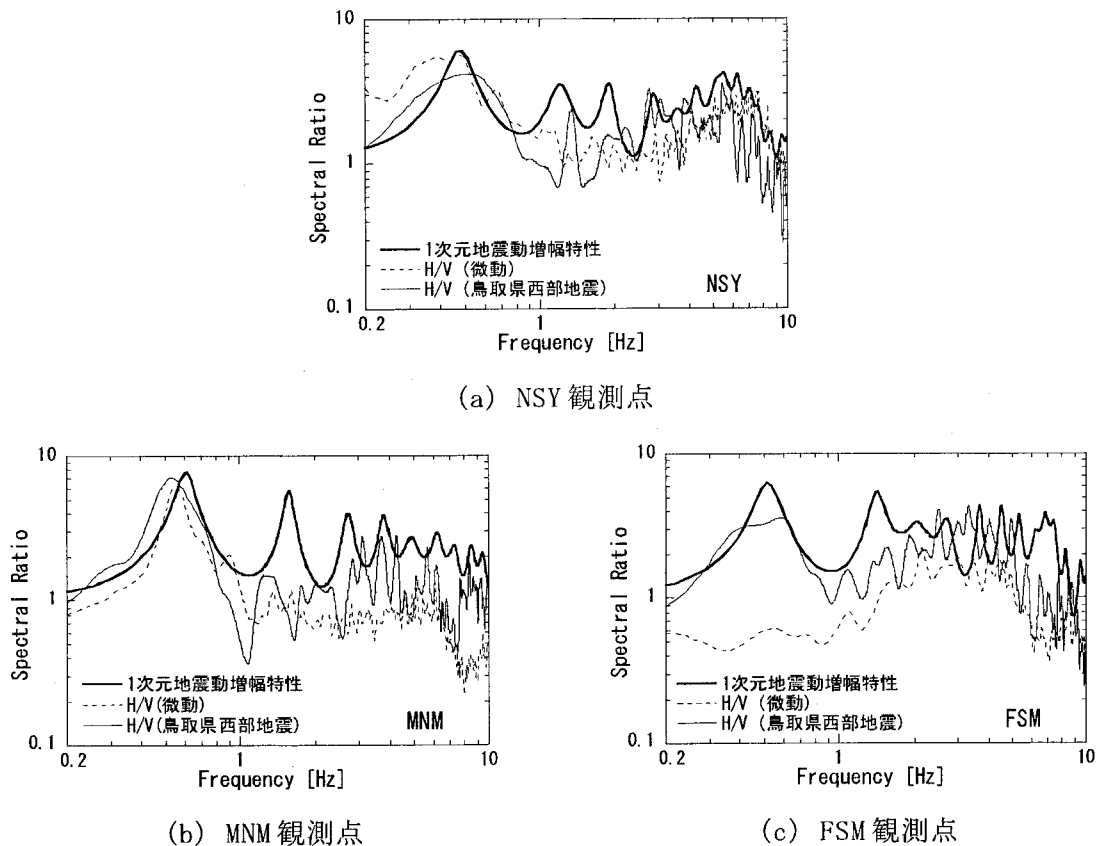 10
1
0.1
Spectral Ratio
1次元地震動増幅特性
H/V (微動)
H/V (鳥取県西部地震)
NSY
0.2
1
10
Frequency [Hz]
(a) NSY観測点
10
1
0.1
Spectral Ratio
1次元地震動増幅特性
H/V(微動)
H/V(鳥取県西部地震)
MNM
0.2
1
10
Frequency [Hz]
(b) MNM観測点
10
1
0.1
Spectral Ratio
1次元地震動増幅特性
H/V (微動)
H/V (鳥取県西部地震)
FSM
0.2
1
10
Frequency [Hz]
(c) FSM観測点